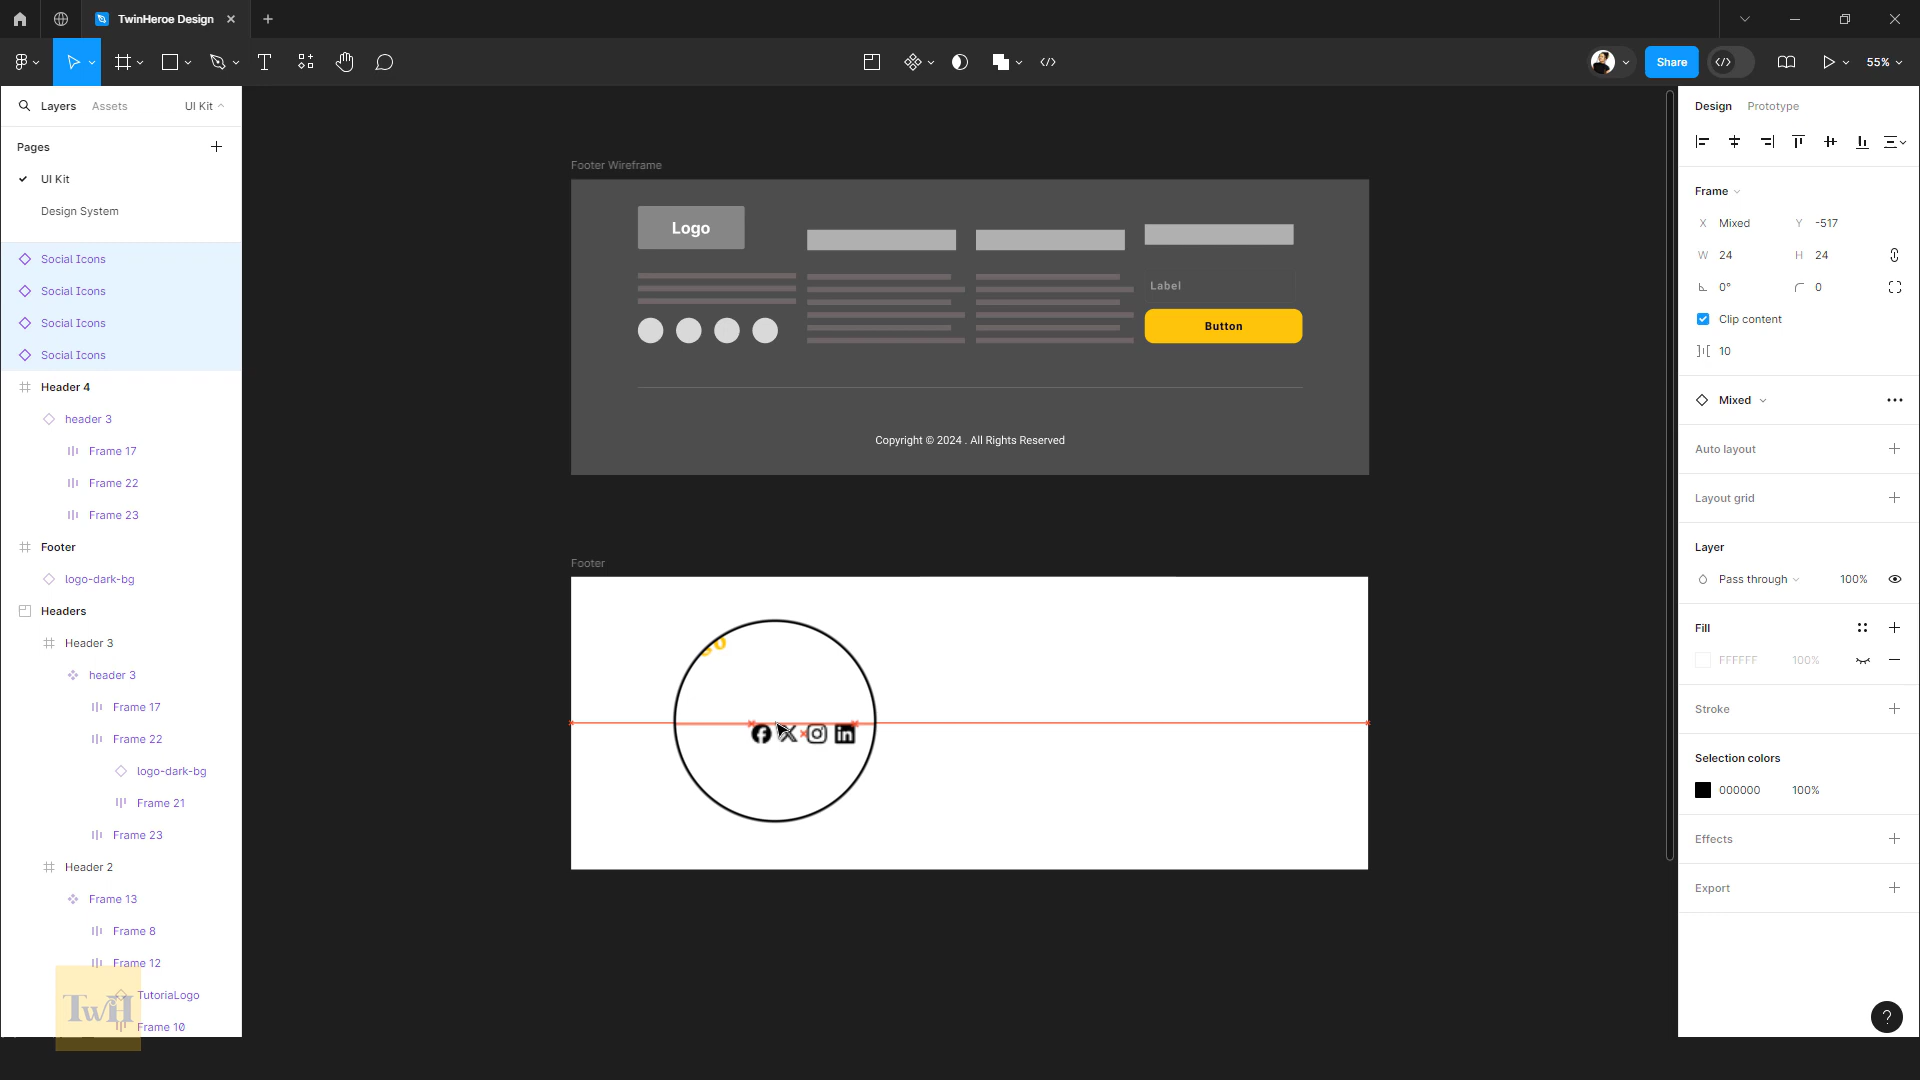 TwinHeroe Design
Share
55%
Layers
Assets
UI Kit
Pages
UI Kit
Design System
Social Icons
Social Icons
Social Icons
Social Icons
Header 4
header 3
Frame 17
Frame 22
Frame 23
Footer
logo-dark-bg
Headers
Header 3
header 3
Frame 17
Frame 22
logo-dark-bg
Frame 21
Frame 23
Header 2
Frame 13
Frame 8
Frame 12
TutoriaLogo
Frame 10
TwH
Footer Wireframe
Logo
Label
Button
Copyright © 2024 . All Rights Reserved
Footer
Design
Prototype
Frame
X Mixed Y -517
W 24 H 24
0° 0
Clip content
10
Mixed
Auto layout
Layout grid
Layer
Pass through 100%
Fill
FFFFFF 100%
Stroke
Selection colors
000000 100%
Effects
Export
?